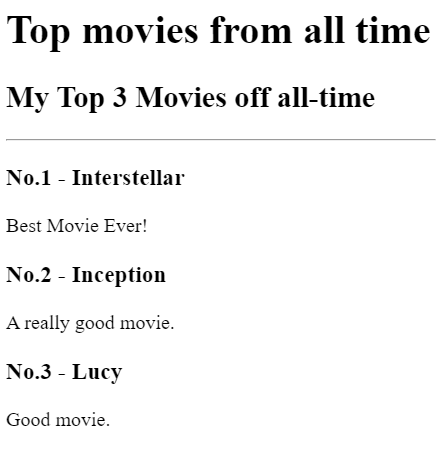 Top movies from all time
My Top 3 Movies off all-time
No.1 - Interstellar
Best Movie Ever!
No.2 - Inception
A really good movie.
No.3 - Lucy
Good movie.